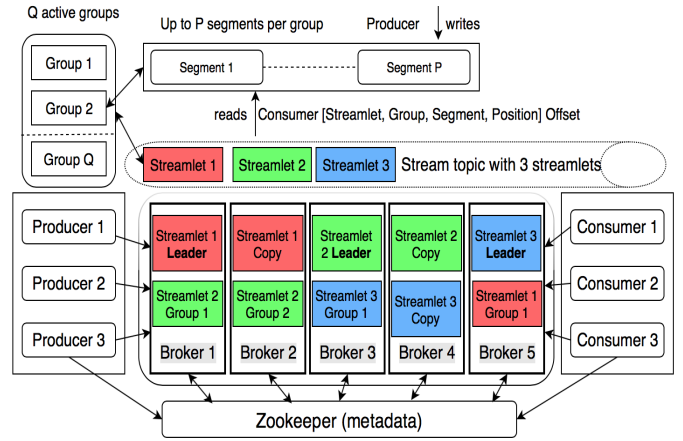 Q active groups
Group 1
Group 2
Group Q
Up to P segments per group
Producer writes
Segment 1
Segment P
reads Consumer [Streamlet, Group, Segment, Position] Offset
Streamlet 1
Streamlet 2
Streamlet 3
Stream topic with 3 streamlets
Producer 1
Producer 2
Producer 3
Streamlet 1
Leader
Streamlet 2
Group 1
Broker 1
Streamlet 1
Copy
Streamlet 2
Group 2
Broker 2
Streamlet
2 Leader
Streamlet 3
Group 1
Broker 3
Streamlet 2
Copy
Streamlet 3
Copy
Broker 4
Streamlet 3
Leader
Streamlet 1
Group 1
Broker 5
Consumer 1
Consumer 2
Consumer 3
Zookeeper (metadata)